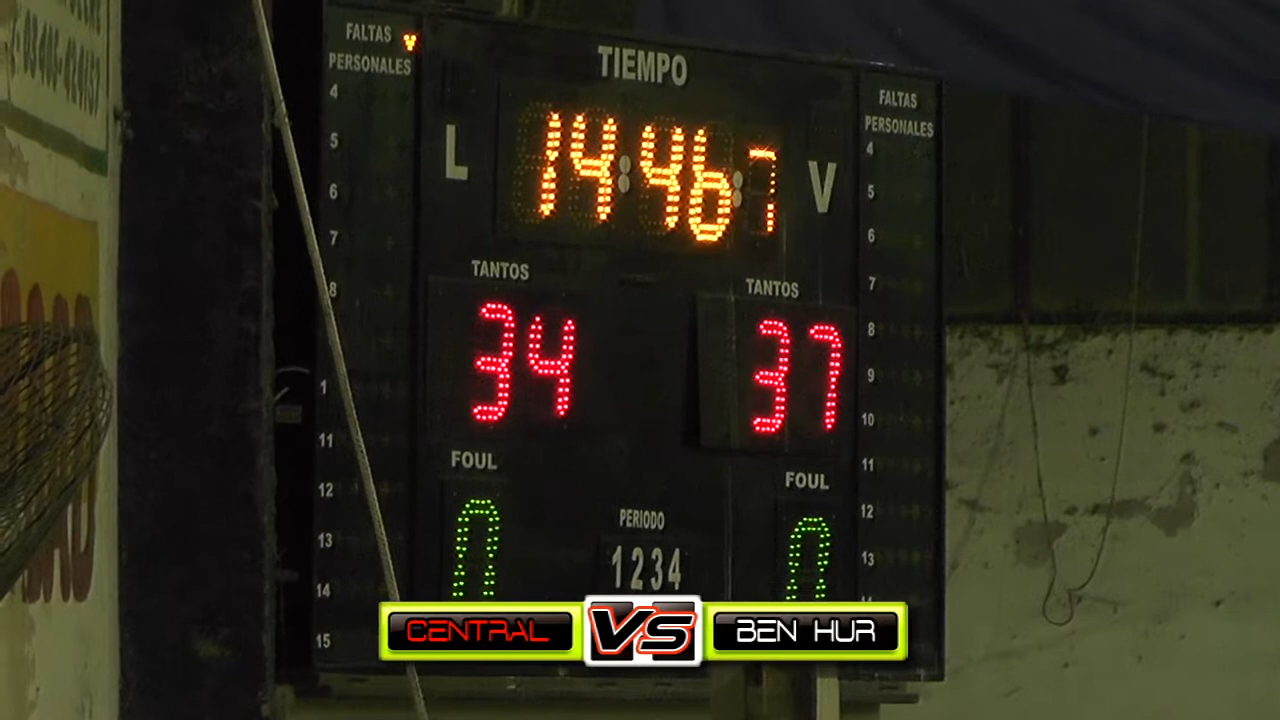 FALTAS
PERSONALES
4
5
6
7
8
1
11
12
13
14
15
TIEMPO
L
14:46:7
V
TANTOS
34
TANTOS
37
FOUL
0
FOUL
0
PERIODO
1234
FALTAS
PERSONALES
4
5
6
7
8
9
10
11
12
13
CENTRAL VS BEN HUR